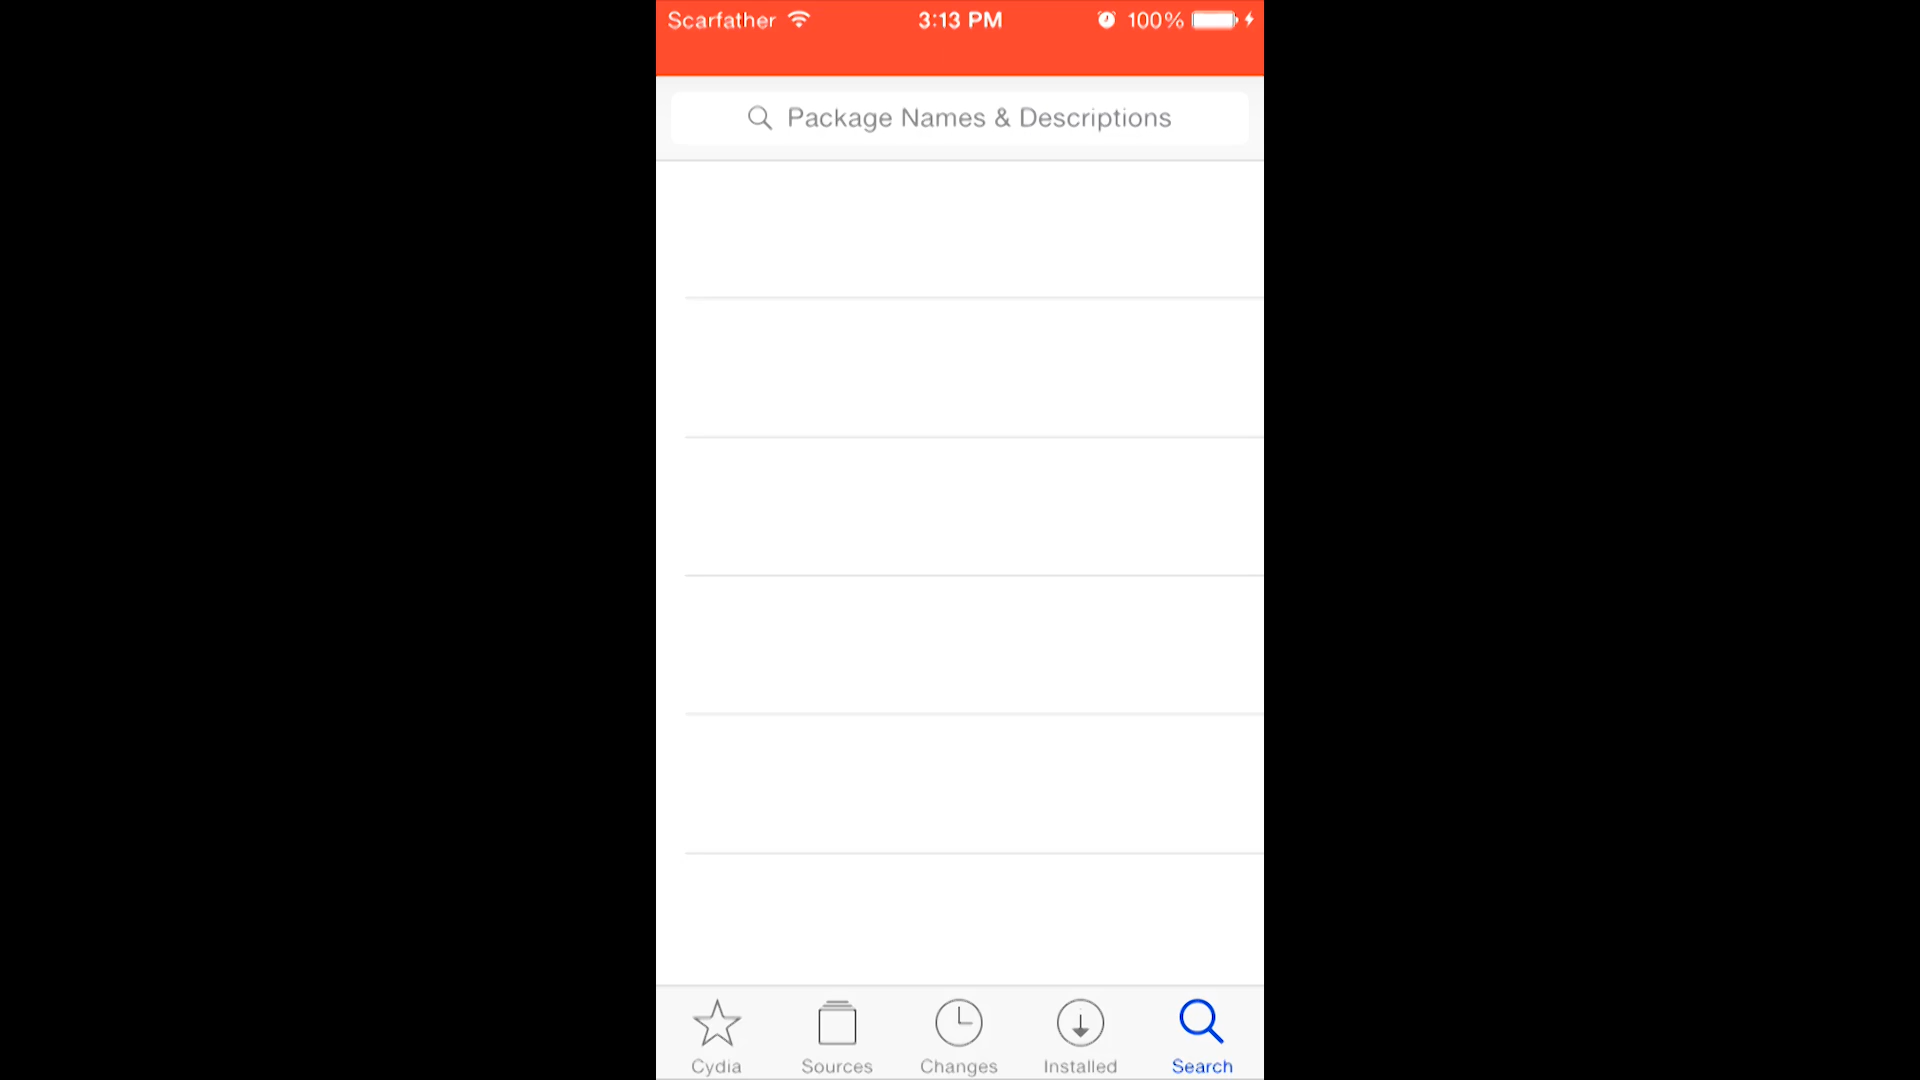 Scarfather 3:13 PM 100%
Package Names & Descriptions
Cydia Sources Changes Installed Search